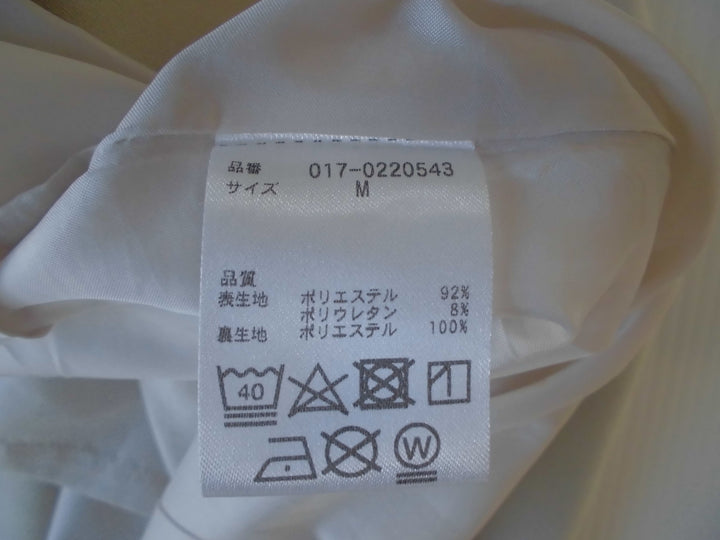 品番 017-0220543
サイズ M
品質
表生地 ポリエステル 92%
ポリウレタン 8%
裏生地 ポリエステル 100%
40
W